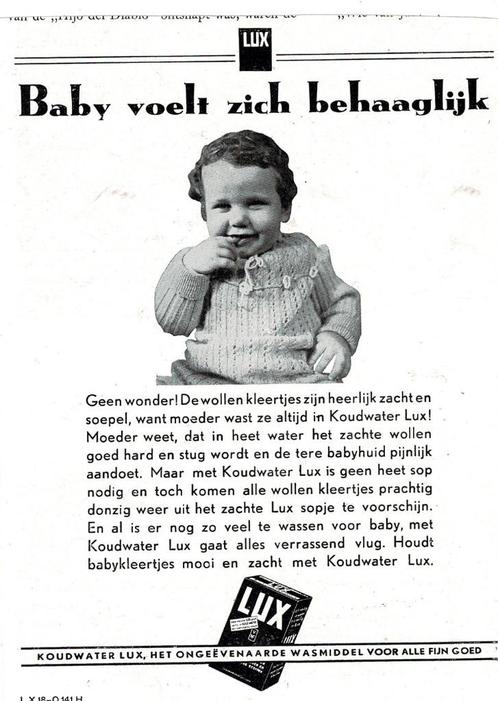 LUX
Baby voelt zich behaaglijk
Geen wonder! De wollen kleertjes zijn heerlijk zacht en
soepel, want moeder wast ze altijd in Koudwater Lux!
Moeder weet, dat in heet water het zachte wollen
goed hard en stug wordt en de tere babyhuid pijnlijk
aandoet. Maar met Koudwater Lux is geen heet sop
nodig en toch komen alle wollen kleertjes prachtig
donzig weer uit het zachte Lux sopje te voorschijn.
En al is er nog zo veel te wassen voor baby, met
Koudwater Lux gaat alles verrassend vlug. Houdt
babykleertjes mooi en zacht met Koudwater Lux.
LUX
KOUDWATER LUX, HET ONGEËVENAARDE WASMIDDEL VOOR ALLE FIJN GOED
L X 18-0 141 H